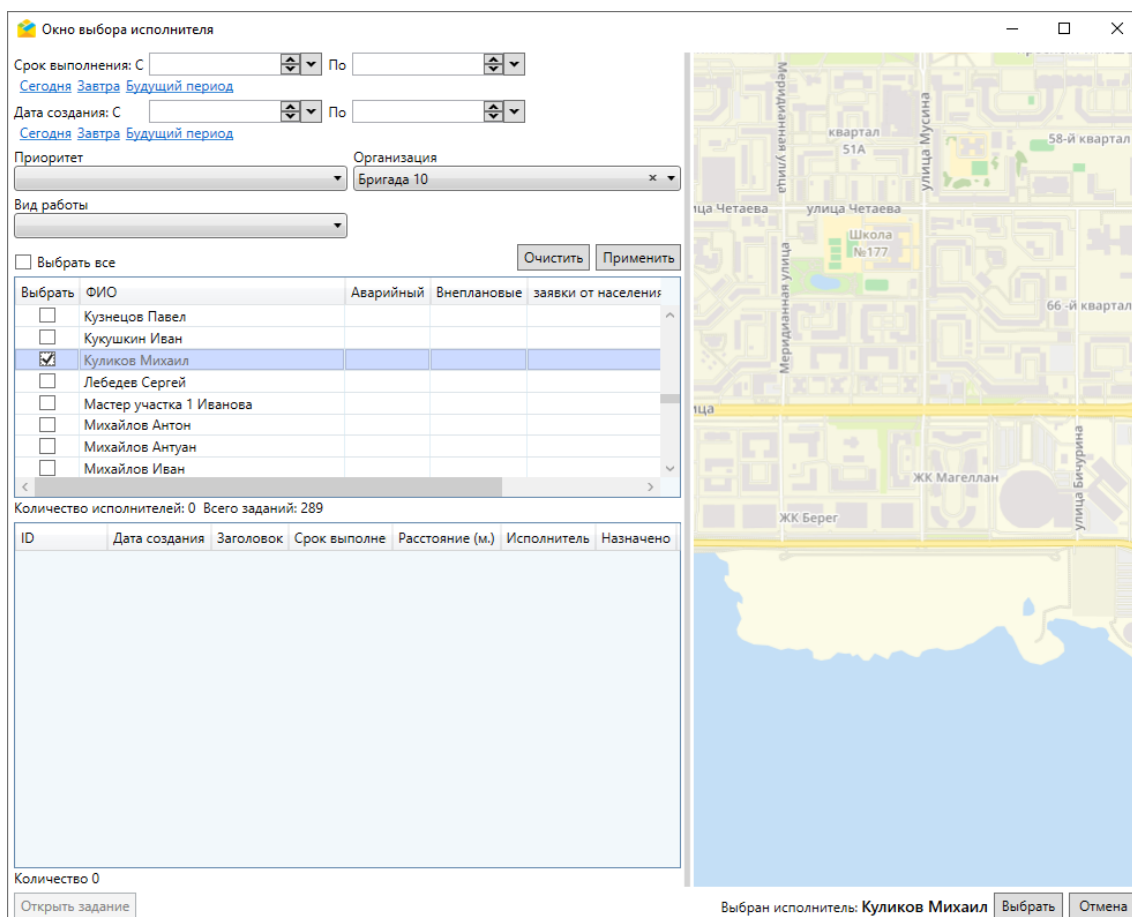 Окно выбора исполнителя
Срок выполнения: С По
Сегодня Завтра Будущий период
Дата создания: С По
Сегодня Завтра Будущий период
Приоритет Организация
Бригада 10
Вид работы
Выбрать все Очистить Применить
Выбрать ФИО Аварийный Внеплановые заявки от населения
Кузнецов Павел
Кукушкин Иван
Куликов Михаил
Лебедев Сергей
Мастер участка 1 Иванова
Михайлов Антон
Михайлов Антуан
Михайлов Иван
Количество исполнителей: 0 Всего заданий: 289
ID Дата создания Заголовок Срок выполне Расстояние (м.) Исполнитель Назначено
Количество 0
Открыть задание
Меридианная улица
квартал
51А
улица Мусина
58-й квартал
ица Четаева
улица Четаева
Школа
№177
Меридианная улица
66 -й квартал
ица
ЖК Магеллан
улица Бичурина
ЖК Берег
Выбран исполнитель: Куликов Михаил Выбрать Отмена